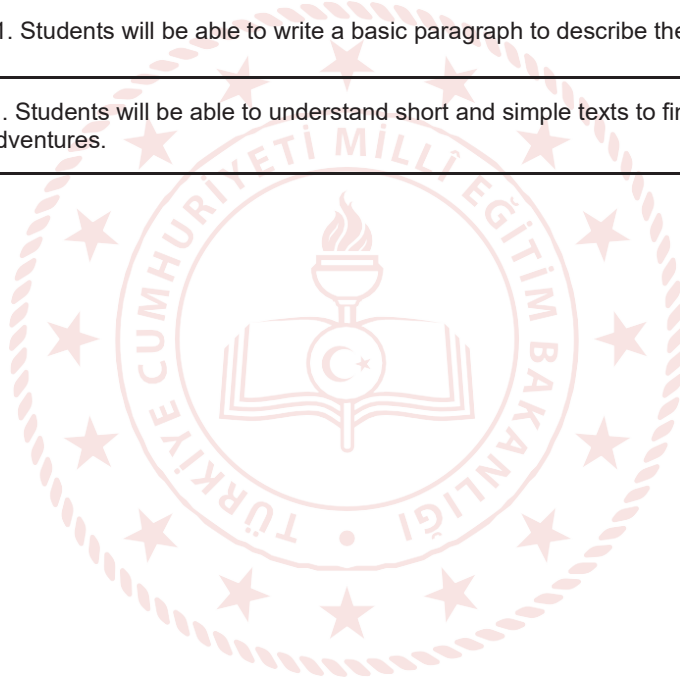 1. Students will be able to write a basic paragraph to describe the
. Students will be able to understand short and simple texts to fin
dventures.
TÜRKİYE CUMHURİYETİ MİLLÎ EĞİTİM BAKANLIĞI